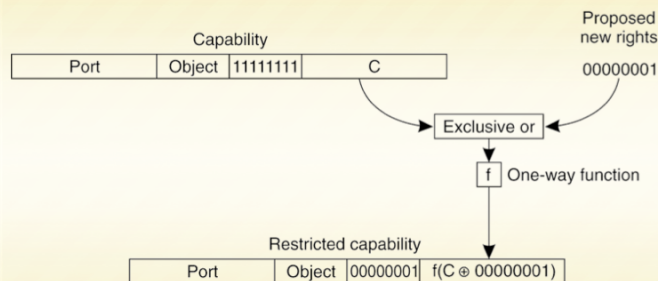 Proposed
new rights
Capability
Port Object 11111111 C
00000001
Exclusive or
f One-way function
Restricted capability
Port Object 00000001 f(C ⊕ 00000001)